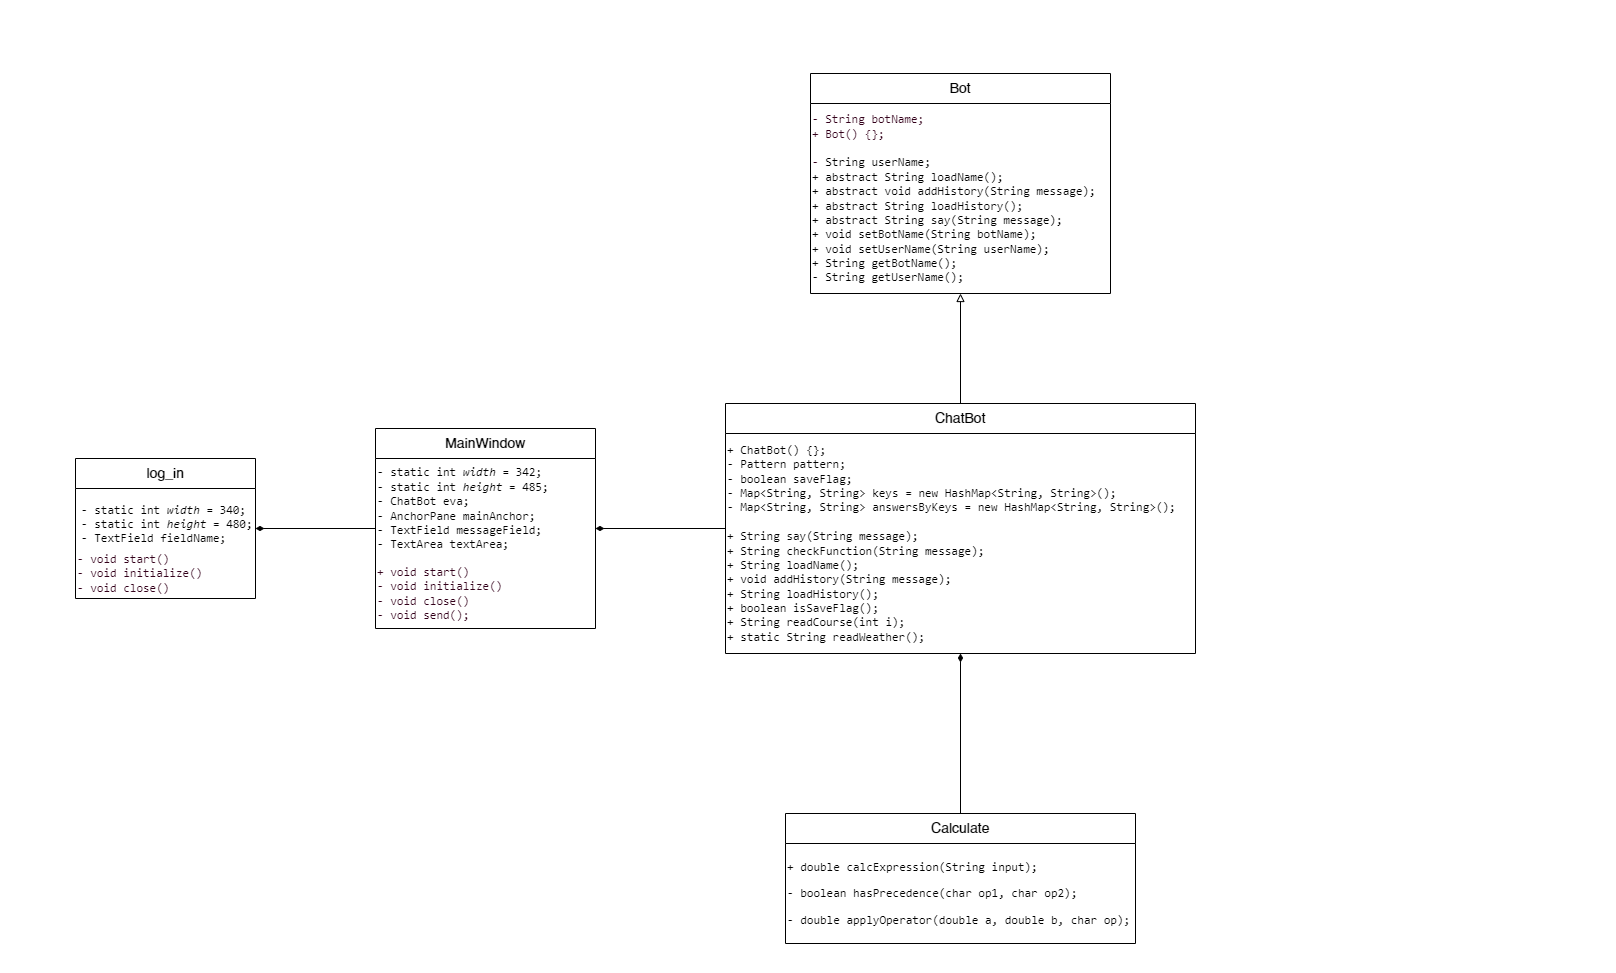 Bot
- String botName;
+ Bot() {};
- String userName;
+ abstract String loadName();
+ abstract void addHistory(String message);
+ abstract String loadHistory();
+ abstract String say(String message);
+ void setBotName(String botName);
+ void setUserName(String userName);
+ String getBotName();
- String getUserName();
log_in
- static int width = 340;
- static int height = 480;
- TextField fieldName;
- void start()
- void initialize()
- void close()
MainWindow
- static int width = 342;
- static int height = 485;
- ChatBot eva;
- AnchorPane mainAnchor;
- TextField messageField;
- TextArea textArea;
+ void start()
- void initialize()
- void close()
- void send();
ChatBot
+ ChatBot() {};
- Pattern pattern;
- boolean saveFlag;
- Map<String, String> keys = new HashMap<String, String>();
- Map<String, String> answersByKeys = new HashMap<String, String>();
+ String say(String message);
+ String checkFunction(String message);
+ String loadName();
+ void addHistory(String message);
+ String loadHistory();
+ boolean isSaveFlag();
+ String readCourse(int i);
+ static String readWeather();
Calculate
+ double calcExpression(String input);
- boolean hasPrecedence(char op1, char op2);
- double applyOperator(double a, double b, char op);